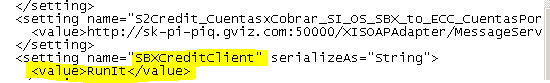 </setting>
<setting name="S2Credit_CuentasxCobrar_SI_OS_SBX_to_ECC_CuentasPor
<value>http://sk-pi-piq.gviz.com:50000/XISOAPAdapter/MessageServ
</setting>
<setting name="SBXCreditClient" serializeAs="String">
<value>RunIt</value>
</setting>